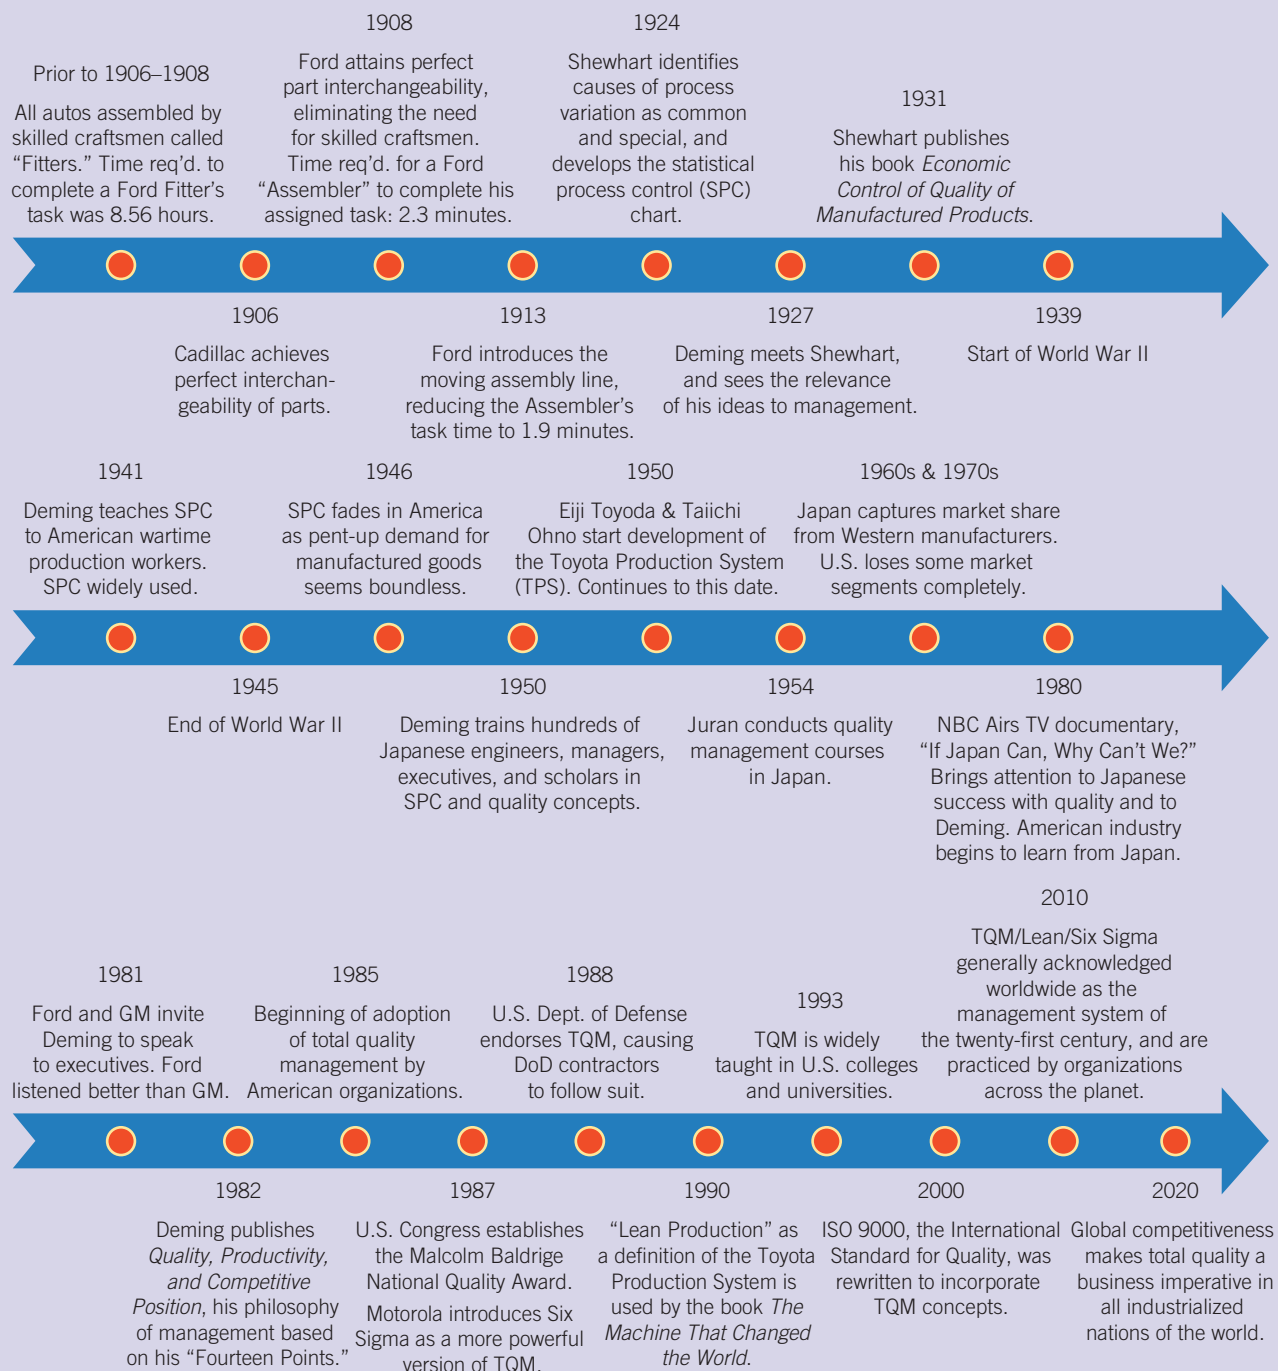 Prior to 1906–1908
All autos assembled by
skilled craftsmen called
“Fitters.” Time req’d. to
complete a Ford Fitter’s
task was 8.56 hours.
1906
Cadillac achieves
perfect interchan-
geability of parts.
1908
Ford attains perfect
part interchangeability,
eliminating the need
for skilled craftsmen.
Time req’d. for a Ford
“Assembler” to complete his
assigned task: 2.3 minutes.
1913
Ford introduces the
moving assembly line,
reducing the Assembler’s
task time to 1.9 minutes.
1924
Shewhart identifies
causes of process
variation as common
and special, and
develops the statistical
process control (SPC)
chart.
1927
Deming meets Shewhart,
and sees the relevance
of his ideas to management.
1931
Shewhart publishes
his book Economic
Control of Quality of
Manufactured Products.
1939
Start of World War II
1941
Deming teaches SPC
to American wartime
production workers.
SPC widely used.
1945
End of World War II
1946
SPC fades in America
as pent-up demand for
manufactured goods
seems boundless.
1950
Deming trains hundreds of
Japanese engineers, managers,
executives, and scholars in
SPC and quality concepts.
1950
Eiji Toyoda & Taiichi
Ohno start development of
the Toyota Production System
(TPS). Continues to this date.
1954
Juran conducts quality
management courses
in Japan.
1960s & 1970s
Japan captures market share
from Western manufacturers.
U.S. loses some market
segments completely.
1980
NBC Airs TV documentary,
“If Japan Can, Why Can’t We?”
Brings attention to Japanese
success with quality and to
Deming. American industry
begins to learn from Japan.
1981
Ford and GM invite
Deming to speak
to executives. Ford
listened better than GM.
1982
Deming publishes
Quality, Productivity,
and Competitive
Position, his philosophy
of management based
on his “Fourteen Points.”
1985
Beginning of adoption
of total quality
management by
American organizations.
1987
U.S. Congress establishes
the Malcolm Baldrige
National Quality Award.
Motorola introduces Six
Sigma as a more powerful
version of TQM.
1988
U.S. Dept. of Defense
endorses TQM, causing
DoD contractors
to follow suit.
1990
“Lean Production” as
a definition of the Toyota
Production System is
used by the book The
Machine That Changed
the World.
1993
TQM is widely
taught in U.S. colleges
and universities.
2000
ISO 9000, the International
Standard for Quality, was
rewritten to incorporate
TQM concepts.
2010
TQM/Lean/Six Sigma
generally acknowledged
worldwide as the
management system of
the twenty-first century, and are
practiced by organizations
across the planet.
2020
Global competitiveness
makes total quality a
business imperative in
all industrialized
nations of the world.